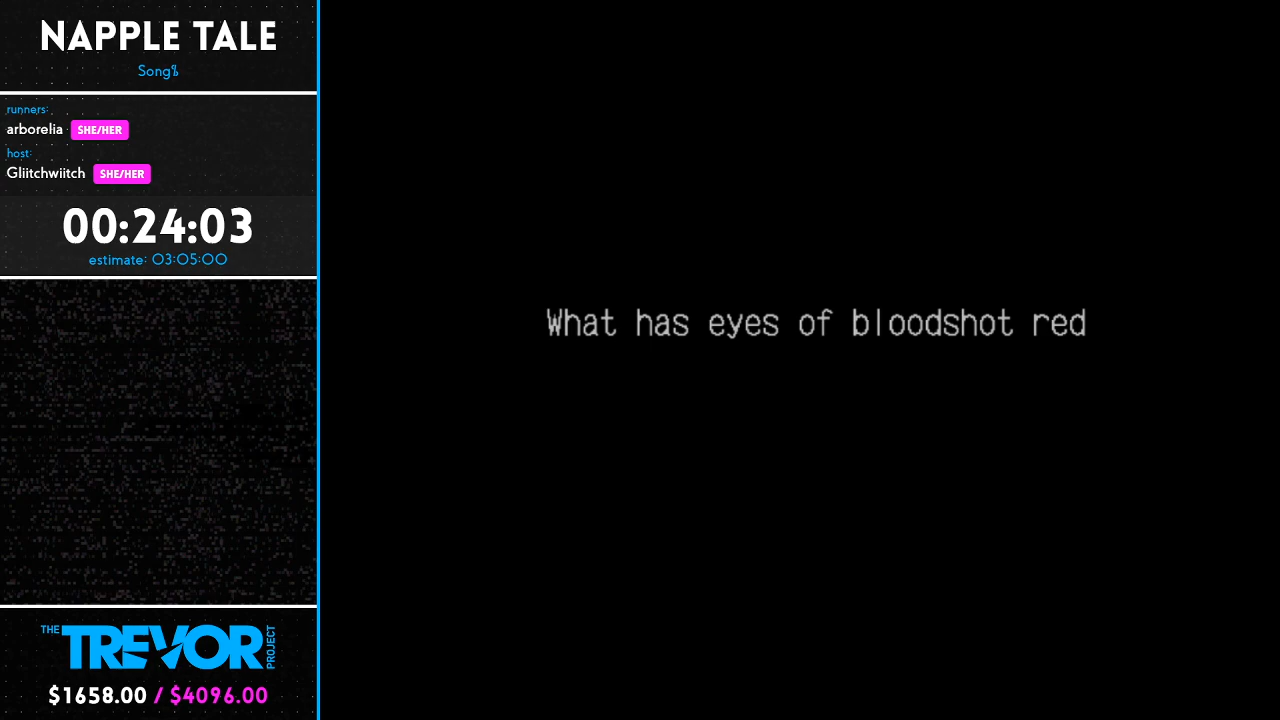 NAPPLE TALE
Song%
runners:
arborelia SHE/HER
host:
Gliitchwiitch SHE/HER
00:24:03
estimate: 03:05:00
What has eyes of bloodshot red
THE TREVOR PROJECT
$1658.00 / $4096.00